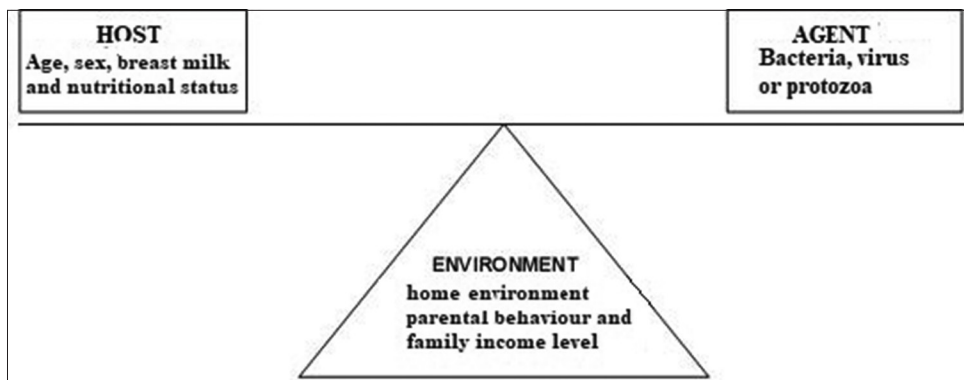 HOST
Age, sex, breast milk
and nutritional status
AGENT
Bacteria, virus
or protozoa
ENVIRONMENT
home environment
parental behaviour and
family income level